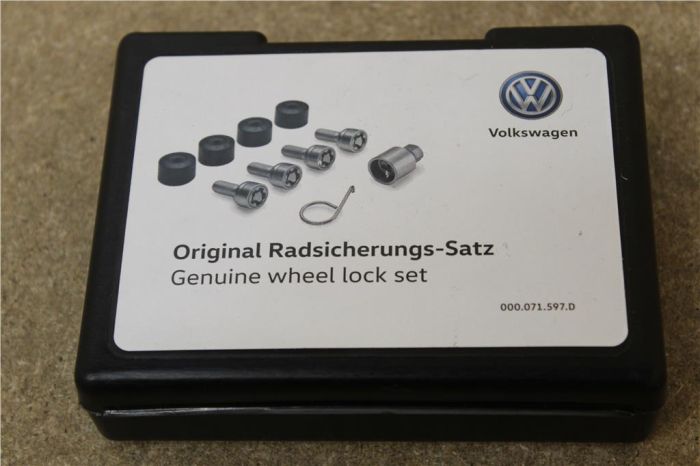 Volkswagen
Original Radsicherungs-Satz
Genuine wheel lock set
000.071.597.D